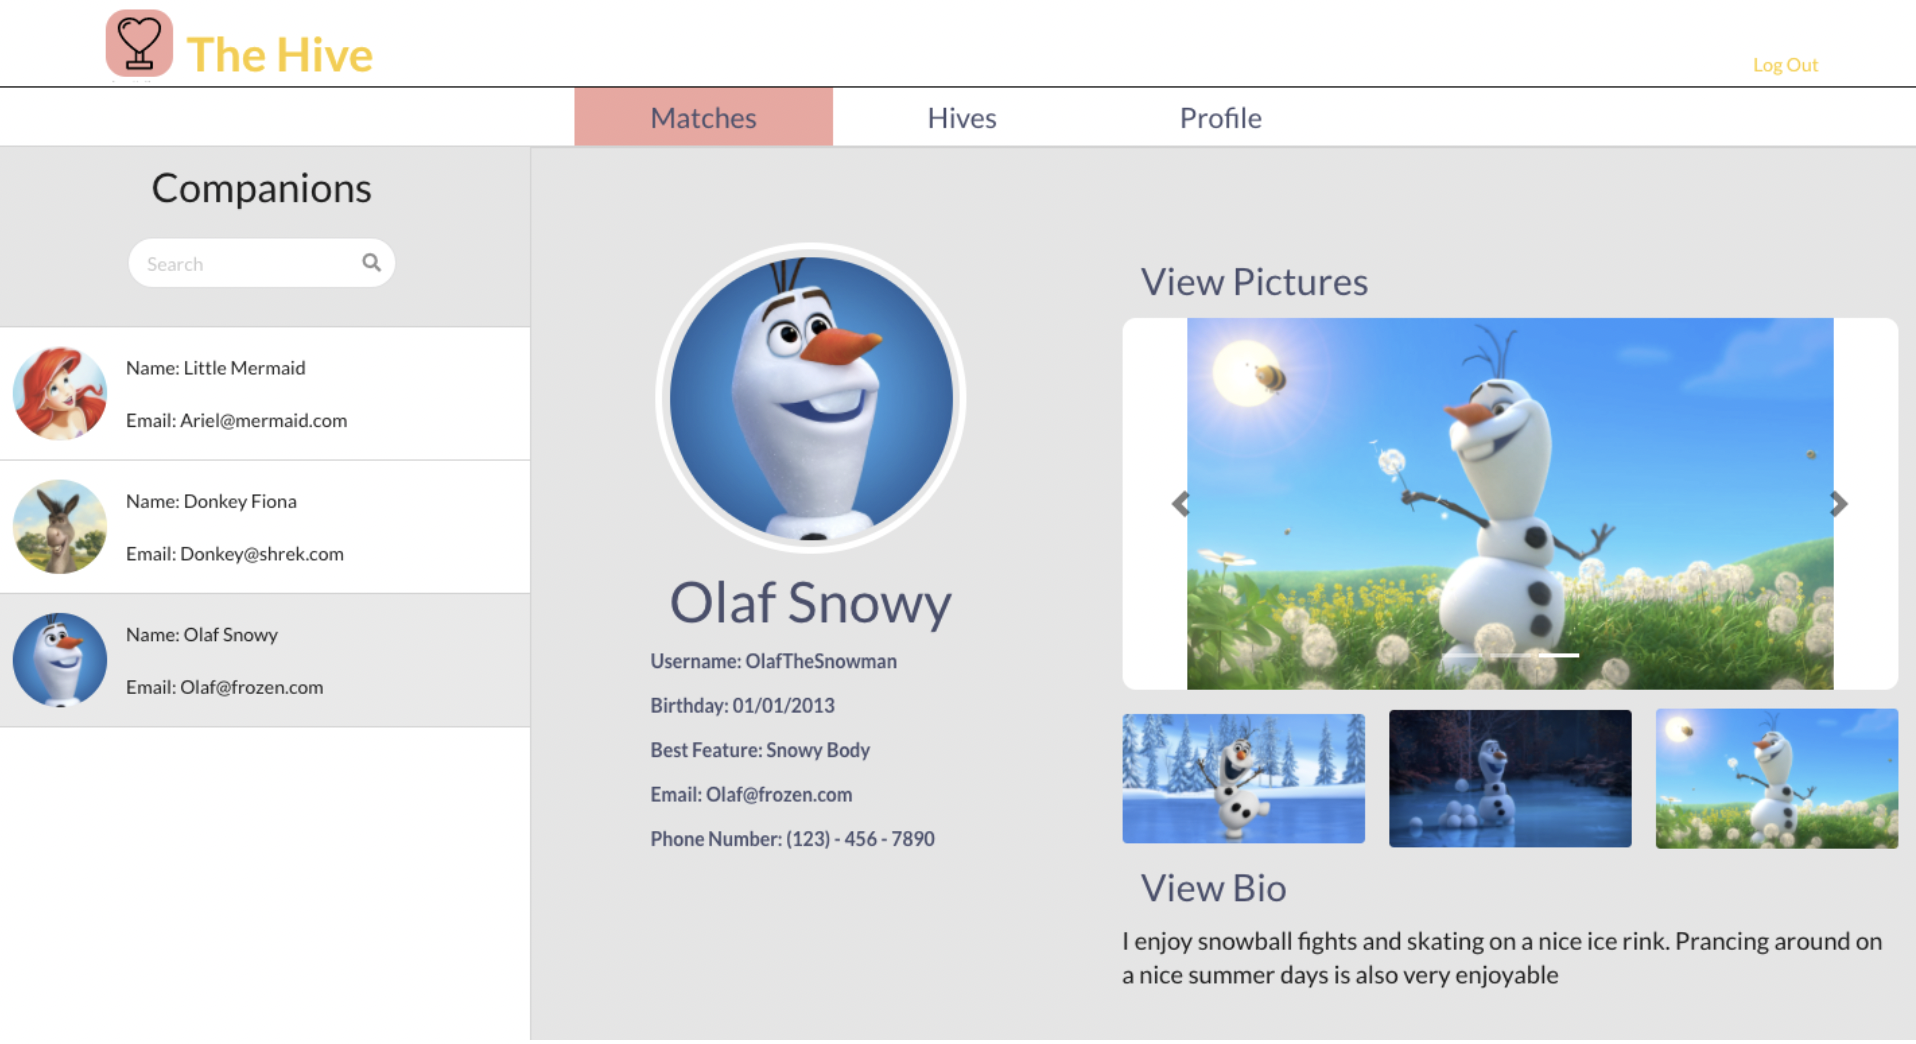 The Hive
Log Out
Matches
Hives
Profile
Companions
Search
Name: Little Mermaid
Email: Ariel@mermaid.com
Name: Donkey Fiona
Email: Donkey@shrek.com
Name: Olaf Snowy
Email: Olaf@frozen.com
Olaf Snowy
Username: OlafTheSnowman
Birthday: 01/01/2013
Best Feature: Snowy Body
Email: Olaf@frozen.com
Phone Number: (123) - 456 - 7890
View Pictures
View Bio
I enjoy snowball fights and skating on a nice ice rink. Prancing around on
a nice summer days is also very enjoyable